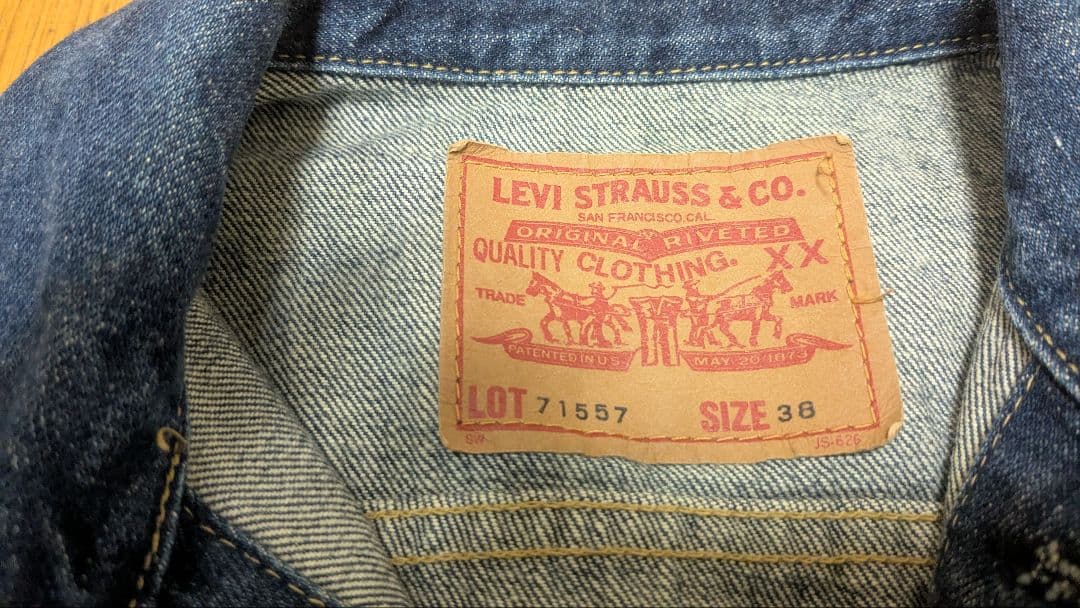 LEVI STRAUSS & CO.
SAN FRANCISCO, CAL.
ORIGINAL RIVETED
QUALITY CLOTHING. XX
TRADE MARK
PATENTED IN U.S. MAY 20 1873
LOT 71557 SIZE 38
SW JS-626